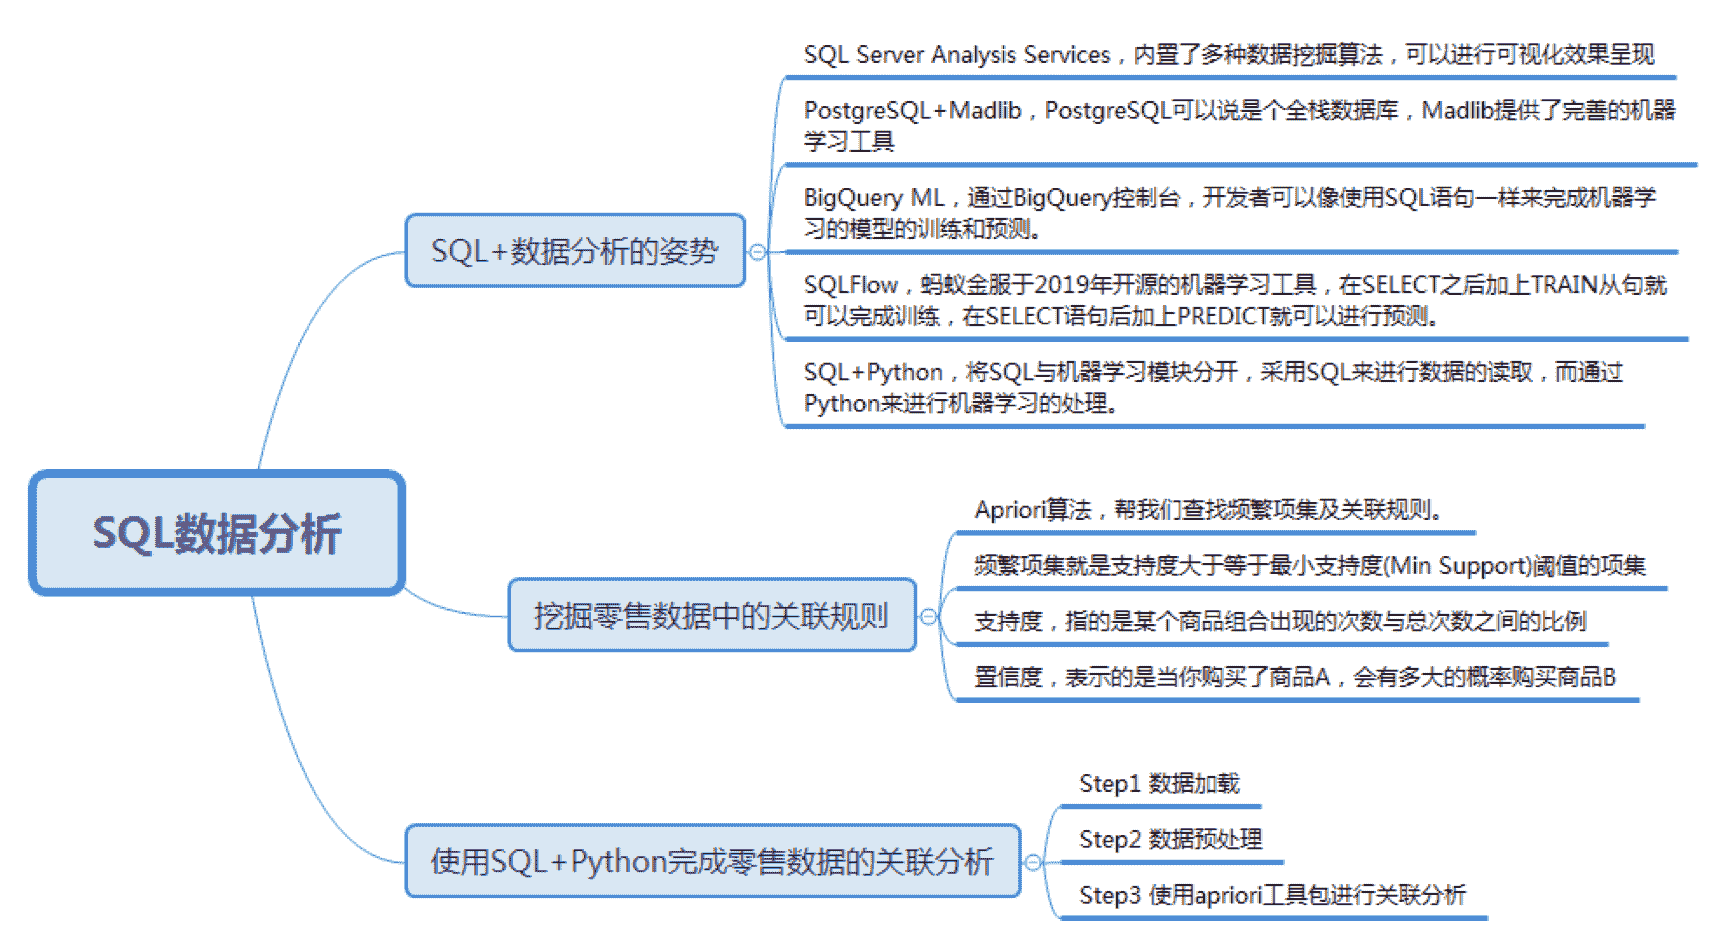 SQL数据分析
SQL+数据分析的姿势
SQL Server Analysis Services，内置了多种数据挖掘算法，可以进行可视化效果呈现
PostgreSQL+Madlib，PostgreSQL可以说是个全栈数据库，Madlib提供了完善的机器
学习工具
BigQuery ML，通过BigQuery控制台，开发者可以像使用SQL语句一样来完成机器学
习的模型的训练和预测。
SQLFlow，蚂蚁金服于2019年开源的机器学习工具，在SELECT之后加上TRAIN从句就
可以完成训练，在SELECT语句后加上PREDICT就可以进行预测。
SQL+Python，将SQL与机器学习模块分开，采用SQL来进行数据的读取，而通过
Python来进行机器学习的处理。
挖掘零售数据中的关联规则
Apriori算法，帮我们查找频繁项集及关联规则。
频繁项集就是支持度大于等于最小支持度(Min Support)阈值的项集
支持度，指的是某个商品组合出现的次数与总次数之间的比例
置信度，表示的是当你购买了商品A，会有多大的概率购买商品B
使用SQL+Python完成零售数据的关联分析
Step1 数据加载
Step2 数据预处理
Step3 使用apriori工具包进行关联分析